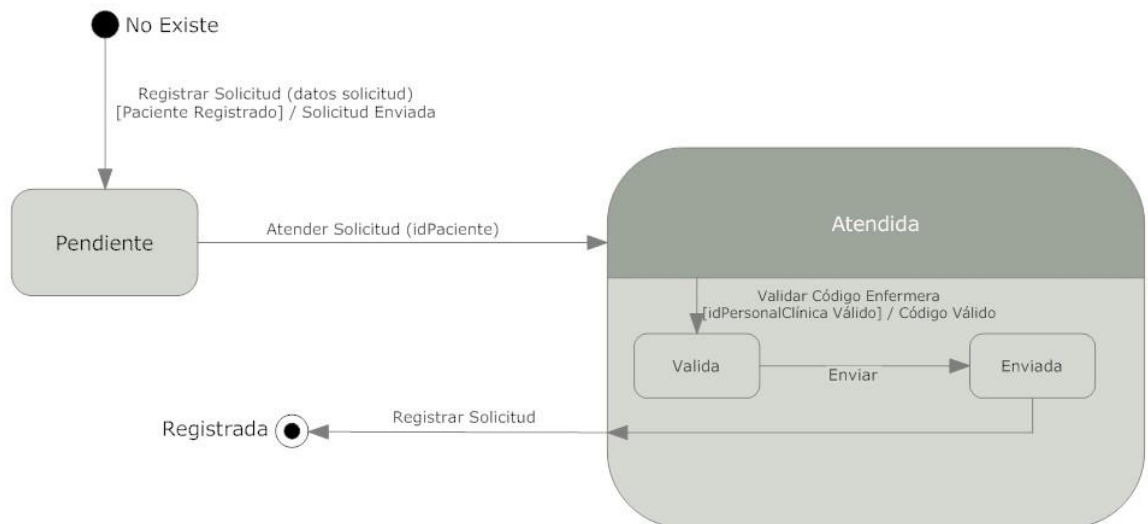 No Existe
Registrar Solicitud (datos solicitud)
[Paciente Registrado] / Solicitud Enviada
Pendiente
Atender Solicitud (idPaciente)
Atendida
Validar Código Enfermera
[idPersonalClínica Válido] / Código Válido
Valida
Enviar
Enviada
Registrar Solicitud
Registrada